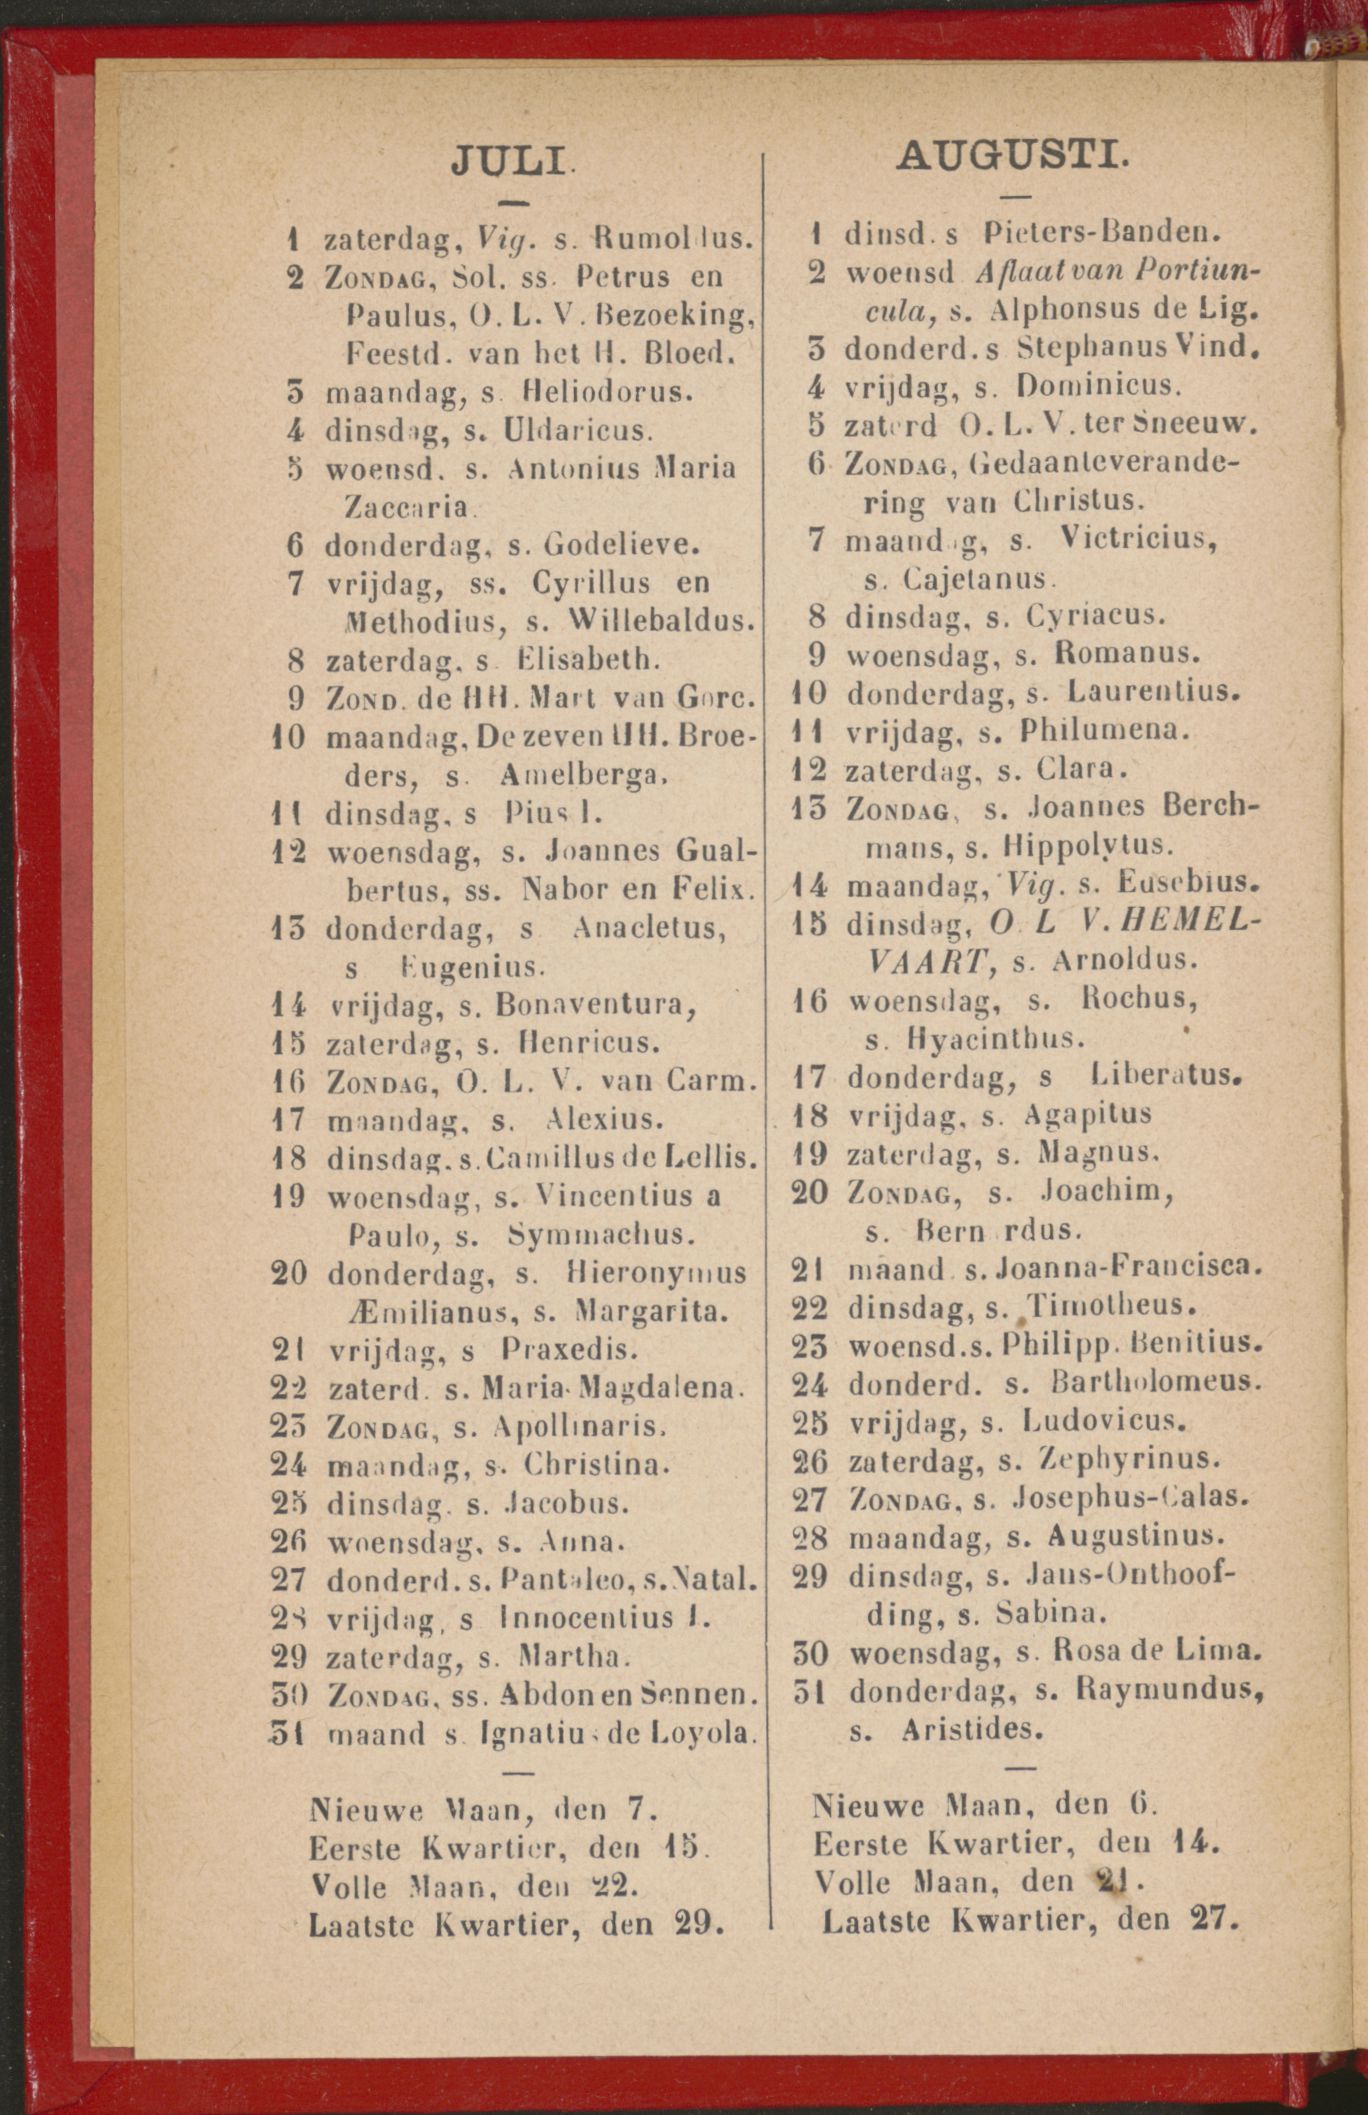 JULI.
1 zaterdag, Vig. s. Rumoldus.
2 ZONDAG, Sol. ss. Petrus en
Paulus, O. L. V. Bezoeking,
Feestd. van het H. Bloed.
3 maandag, s. Heliodorus.
4 dinsdag, s. Uldaricus.
5 woensd. s. Antonius Maria
Zaccaria.
6 donderdag, s. Godelieve.
7 vrijdag, ss. Cyrillus en
Methodius, s. Willebaldus.
8 zaterdag, s. Elisabeth.
9 ZOND. de HH. Mart van Gorc.
10 maandag, De zeven HH. Broe-
ders, s. Amelberga.
11 dinsdag, s Pius I.
12 woensdag, s. Joannes Gual-
bertus, ss. Nabor en Felix.
13 donderdag, s Anacletus,
s Eugenius.
14 vrijdag, s. Bonaventura,
15 zaterdag, s. Henricus.
16 ZONDAG, O. L. V. van Carm.
17 maandag, s. Alexius.
18 dinsdag. s. Camillus de Lellis.
19 woensdag, s. Vincentius a
Paulo, s. Symmachus.
20 donderdag, s. Hieronymus
Æmilianus, s. Margarita.
21 vrijdag, s Praxedis.
22 zaterd. s. Maria-Magdalena.
23 ZONDAG, s. Apollinaris.
24 maandag, s. Christina.
25 dinsdag. s. Jacobus.
26 woensdag, s. Anna.
27 donderd. s. Pantaleo, s. Natal.
28 vrijdag, s Innocentius I.
29 zaterdag, s. Martha.
30 ZONDAG, ss. Abdon en Sennen.
31 maand s. Ignatius de Loyola.
Nieuwe Maan, den 7.
Eerste Kwartier, den 15.
Volle Maan, den 22.
Laatste Kwartier, den 29.
AUGUSTI.
1 dinsd. s Pieters-Banden.
2 woensd Aflaat van Portiun-
cula, s. Alphonsus de Lig.
3 donderd. s Stephanus Vind.
4 vrijdag, s. Dominicus.
5 zaterd O. L. V. ter Sneeuw.
6 ZONDAG, Gedaanteverande-
ring van Christus.
7 maandag, s. Victricius,
s. Cajetanus.
8 dinsdag, s. Cyriacus.
9 woensdag, s. Romanus.
10 donderdag, s. Laurentius.
11 vrijdag, s. Philumena.
12 zaterdag, s. Clara.
13 ZONDAG, s. Joannes Berch-
mans, s. Hippolytus.
14 maandag, Vig. s. Eusebius.
15 dinsdag, O L V. HEMEL-
VAART, s. Arnoldus.
16 woensdag, s. Rochus,
s. Hyacinthus.
17 donderdag, s Liberatus.
18 vrijdag, s. Agapitus
19 zaterdag, s. Magnus.
20 ZONDAG, s. Joachim,
s. Bernardus.
21 maand. s. Joanna-Francisca.
22 dinsdag, s. Timotheus.
23 woensd. s. Philipp. Benitius.
24 donderd. s. Bartholomeus.
25 vrijdag, s. Ludovicus.
26 zaterdag, s. Zephyrinus.
27 ZONDAG, s. Josephus-Calas.
28 maandag, s. Augustinus.
29 dinsdag, s. Jans-Onthoof-
ding, s. Sabina.
30 woensdag, s. Rosa de Lima.
31 donderdag, s. Raymundus,
s. Aristides.
Nieuwe Maan, den 6.
Eerste Kwartier, den 14.
Volle Maan, den 21.
Laatste Kwartier, den 27.